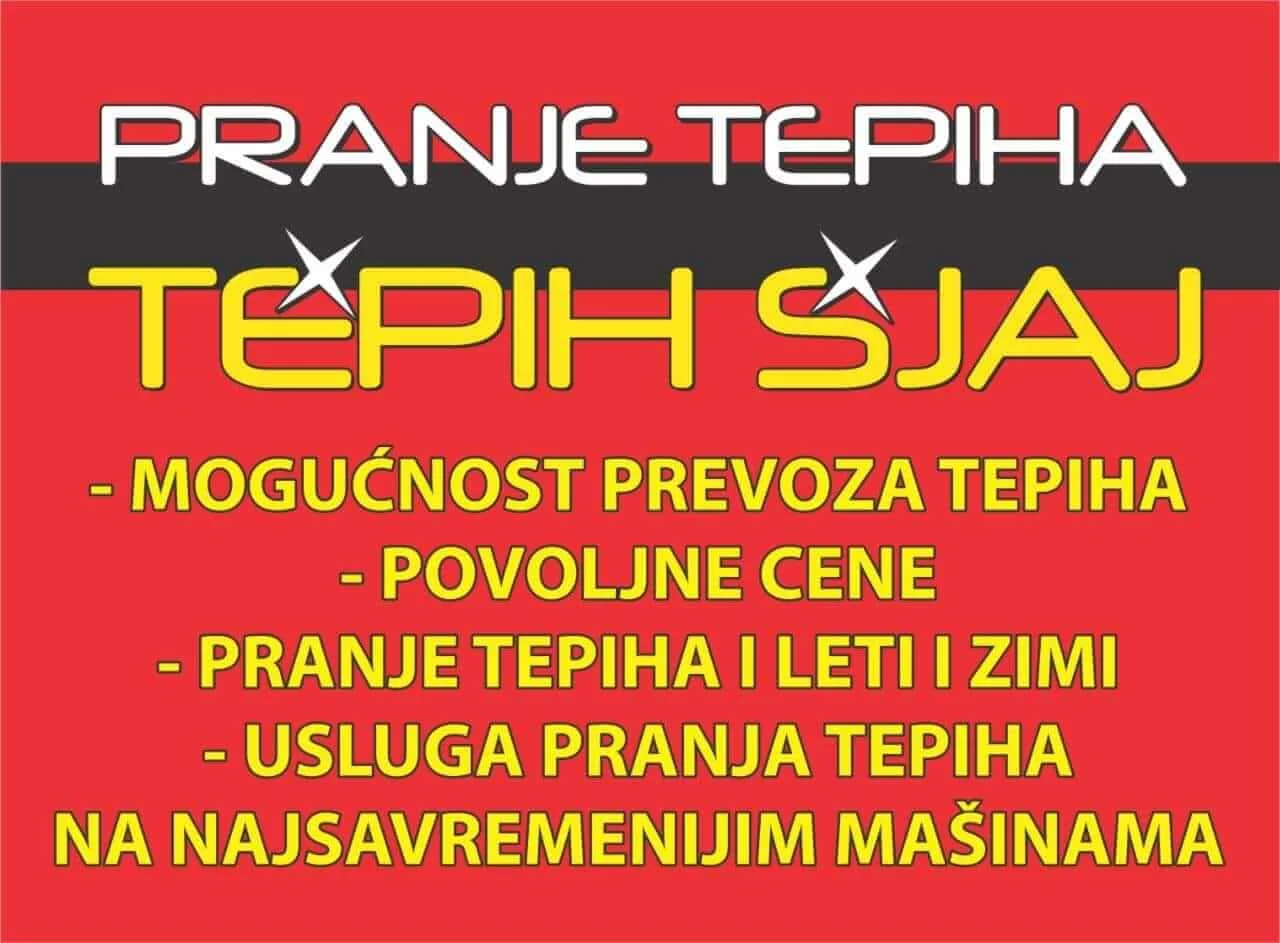 PRANJE TEPIHA
TEPIH SJAJ
- MOGUĆNOST PREVOZA TEPIHA
- POVOLJNE CENE
- PRANJE TEPIHA I LETI I ZIMI
- USLUGA PRANJA TEPIHA
NA NAJSAVREMENIJIM MAŠINAMA